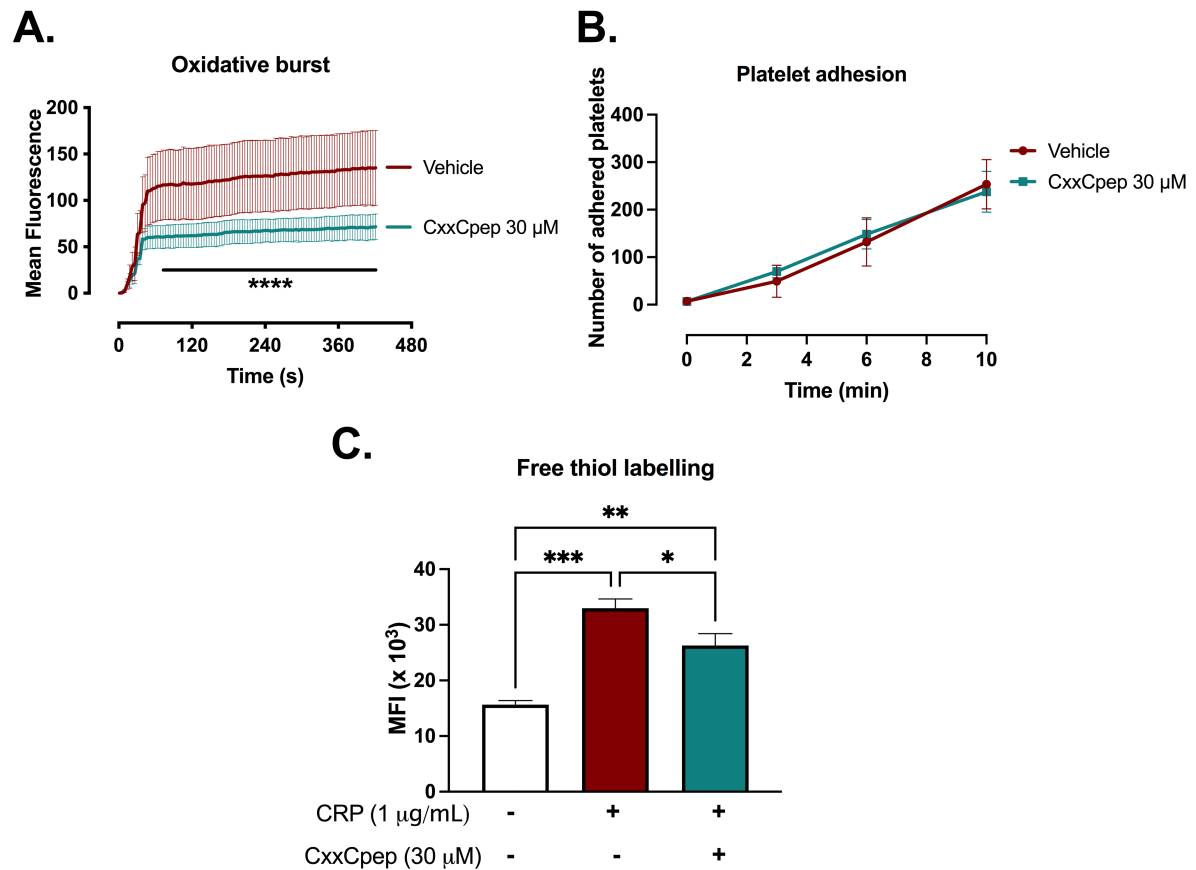 A.
Oxidative burst
Mean Fluorescence
200
150
100
50
0
Vehicle
CxxCpep 30 μM
****
0 120 240 360 480
Time (s)
B.
Platelet adhesion
Number of adhered platelets
400
300
200
100
0
Vehicle
CxxCpep 30 μM
0 2 4 6 8 10
Time (min)
C.
Free thiol labelling
**
*** *
MFI (x 10³)
40
30
20
10
0
CRP (1 μg/mL) - + +
CxxCpep (30 μM) - - +